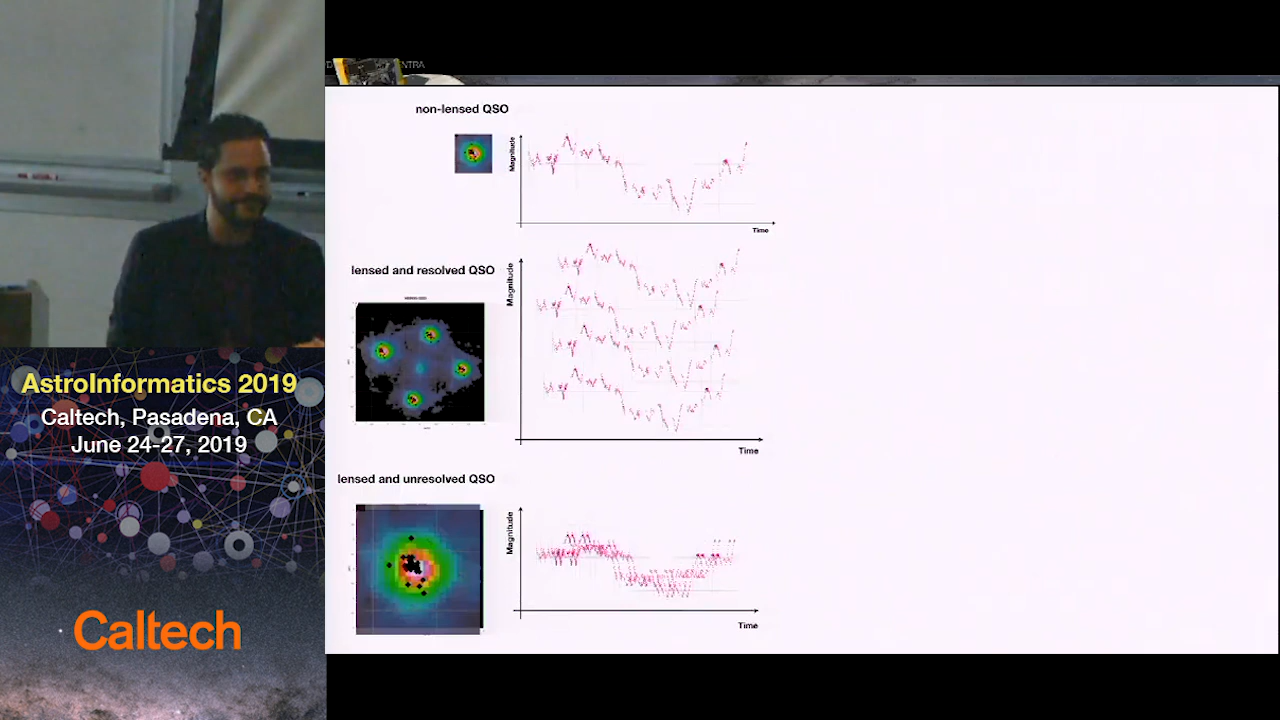 non-lensed QSO
Magnitude
Time
lensed and resolved QSO
Magnitude
Time
lensed and unresolved QSO
Magnitude
Time
AstroInformatics 2019
Caltech, Pasadena, CA
June 24-27, 2019
Caltech